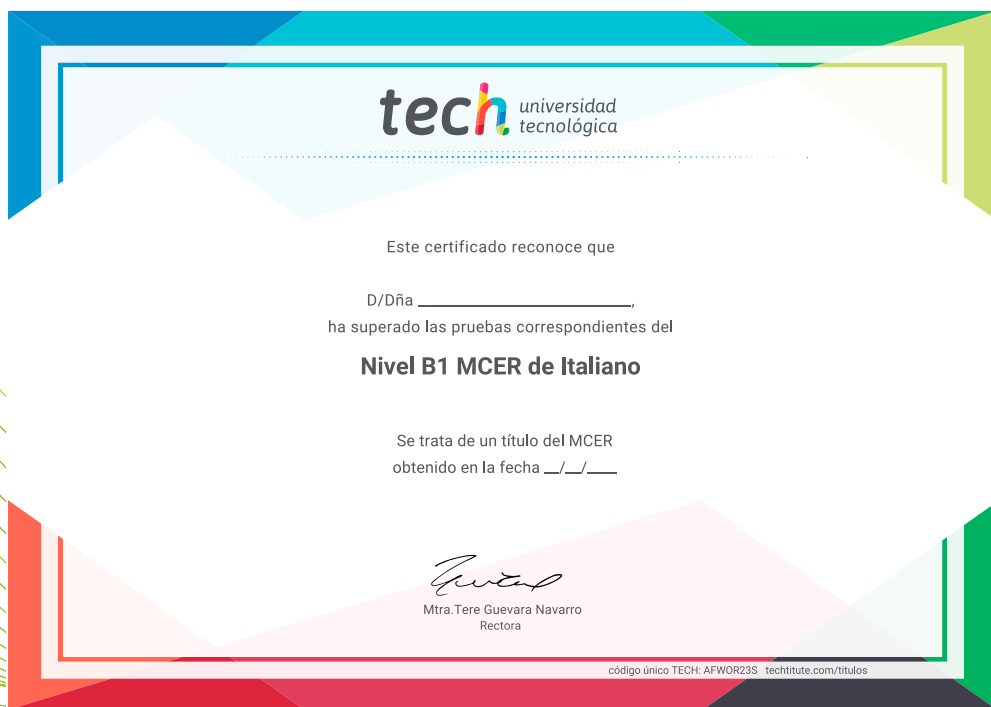 tech universidad
tecnológica
Este certificado reconoce que
D/Dña ____________________,
ha superado las pruebas correspondientes del
Nivel B1 MCER de Italiano
Se trata de un título del MCER
obtenido en la fecha __/__/____
Mtra.Tere Guevara Navarro
Rectora
código único TECH: AFWOR23S techtitute.com/titulos